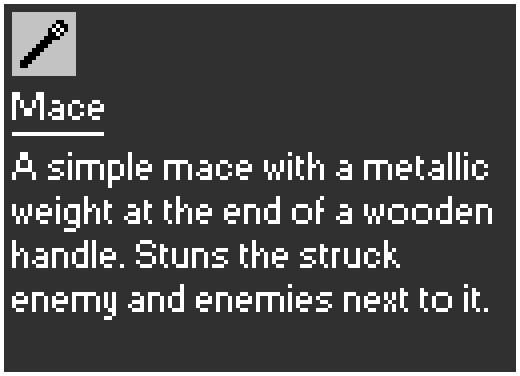 Mace
A simple mace with a metallic
weight at the end of a wooden
handle. Stuns the struck
enemy and enemies next to it.